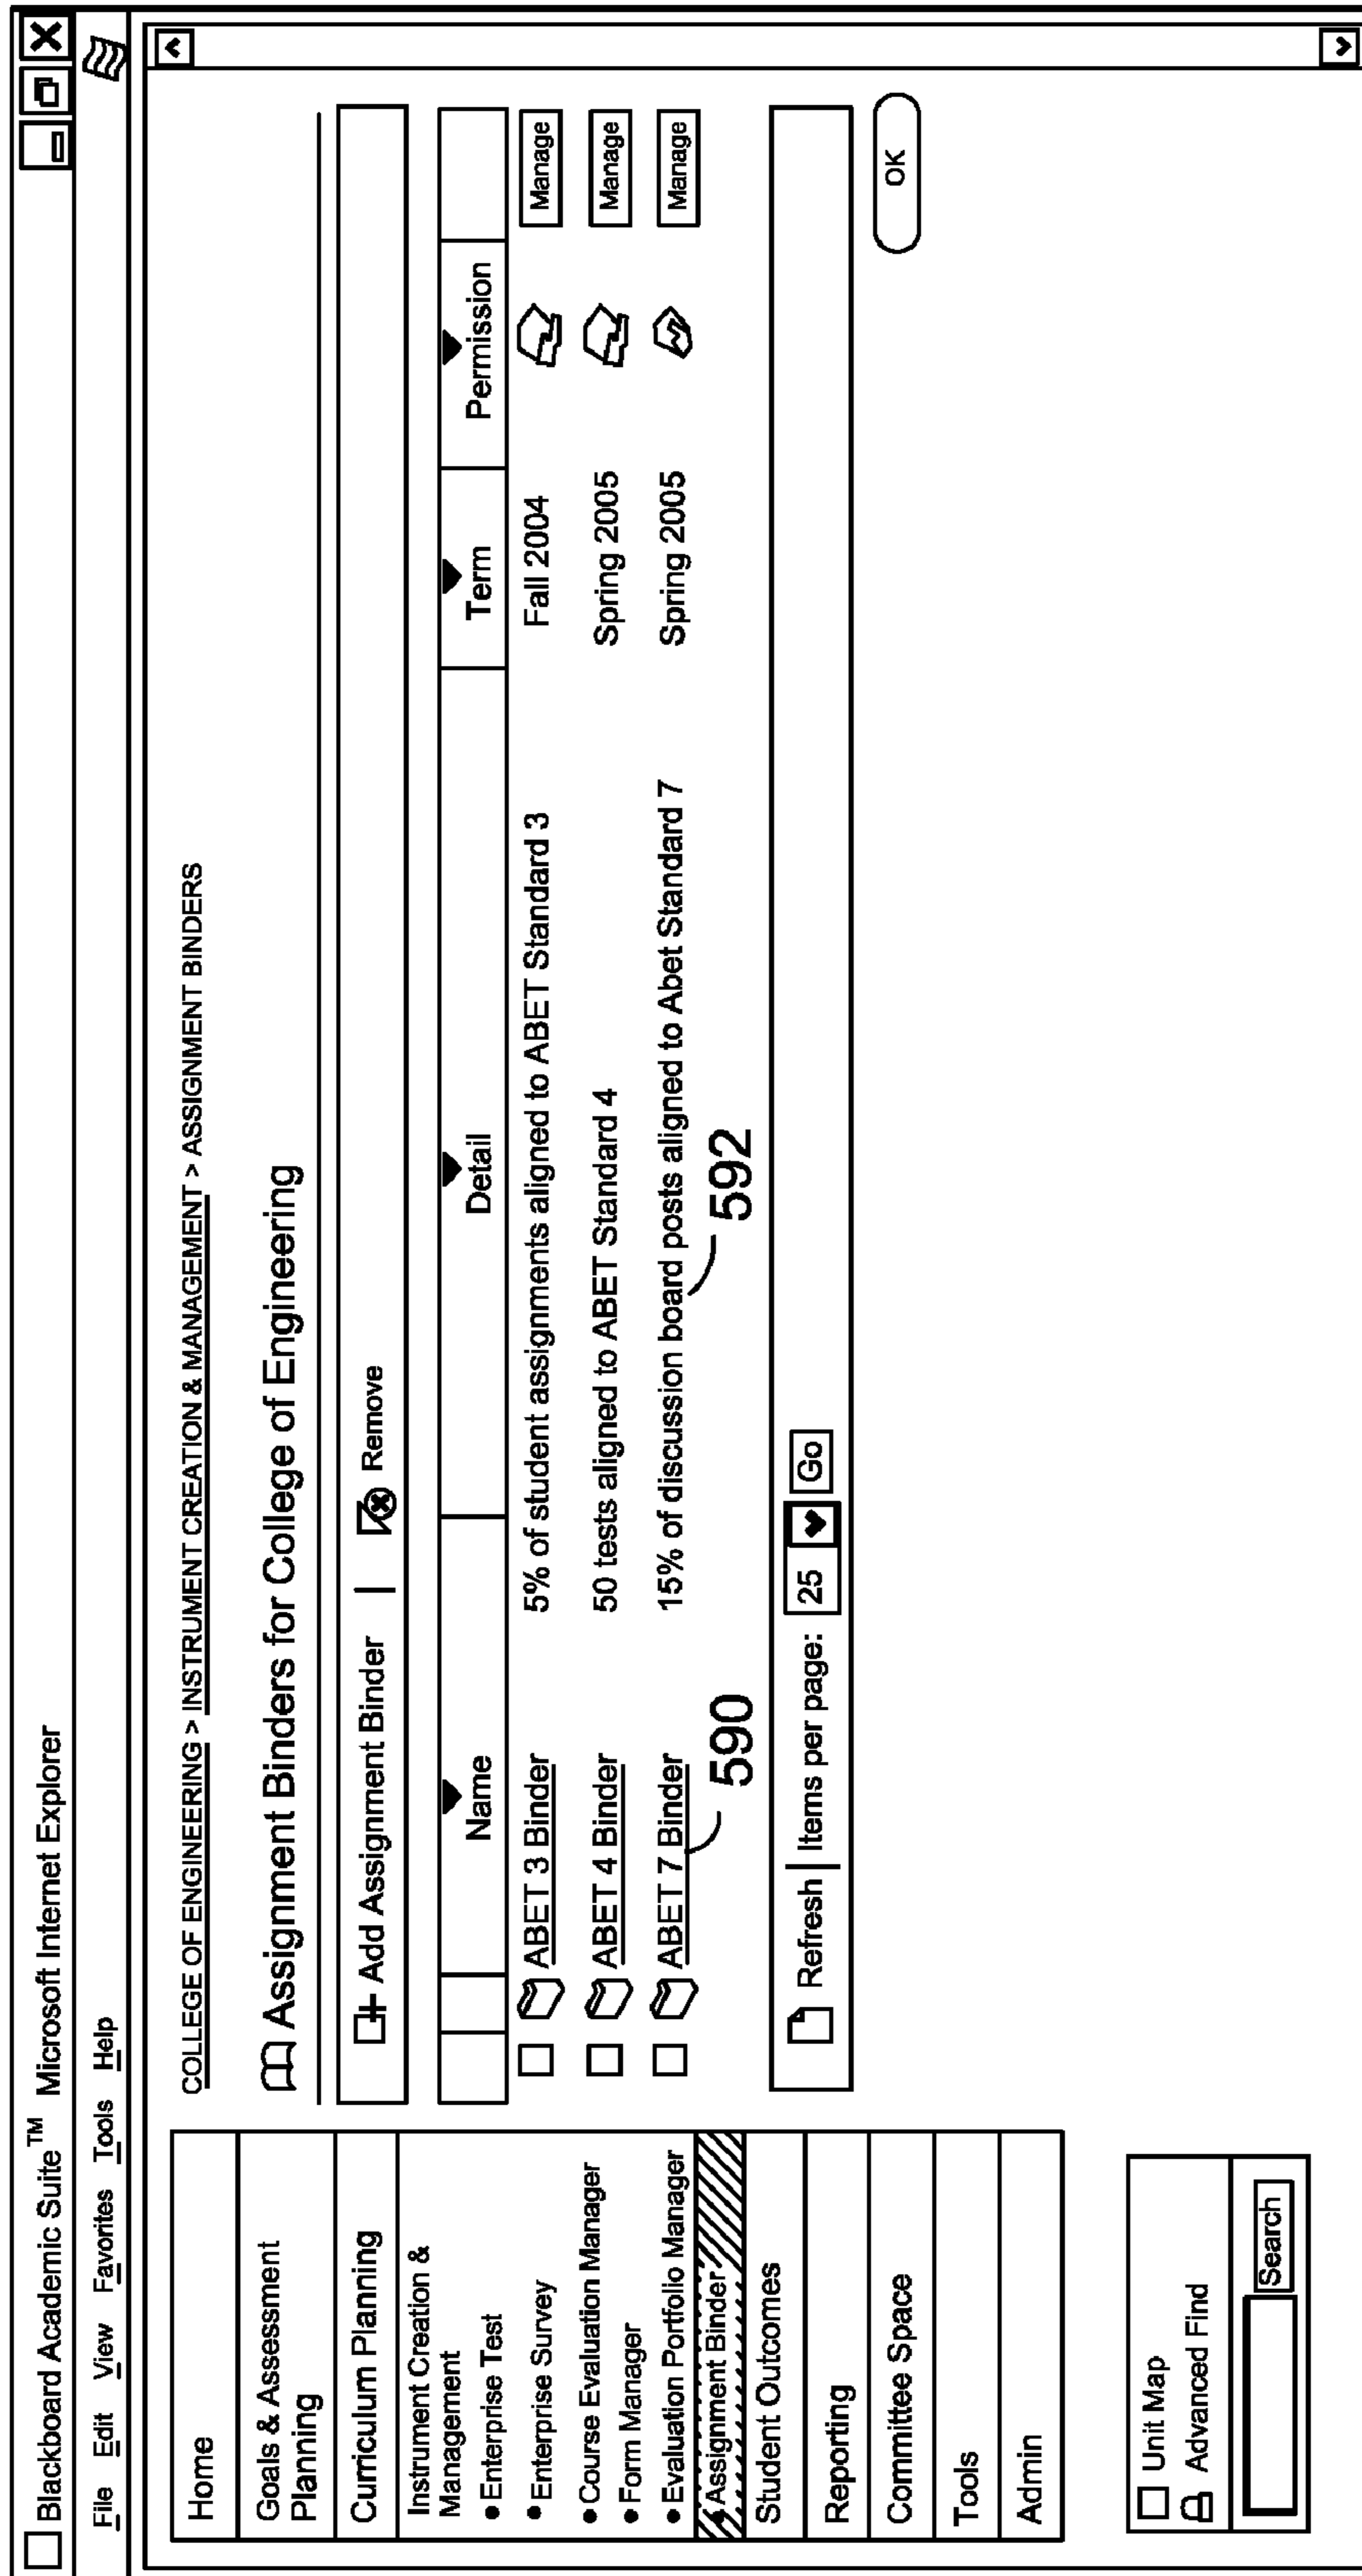 Blackboard Academic Suite™ Microsoft Internet Explorer
File Edit View Favorites Tools Help
Home
Goals & Assessment
Planning
Curriculum Planning
Instrument Creation &
Management
• Enterprise Test
• Enterprise Survey
• Course Evaluation Manager
• Form Manager
• Evaluation Portfolio Manager
• Assignment Binder
Student Outcomes
Reporting
Committee Space
Tools
Admin
Unit Map
Advanced Find
Search
COLLEGE OF ENGINEERING > INSTRUMENT CREATION & MANAGEMENT > ASSIGNMENT BINDERS
Assignment Binders for College of Engineering
Add Assignment Binder | Remove
Name Detail Term Permission
ABET 3 Binder 5% of student assignments aligned to ABET Standard 3 Fall 2004 Manage
ABET 4 Binder 50 tests aligned to ABET Standard 4 Spring 2005 Manage
ABET 7 Binder 15% of discussion board posts aligned to Abet Standard 7 Spring 2005 Manage
590 592
Refresh | Items per page: 25 Go
OK